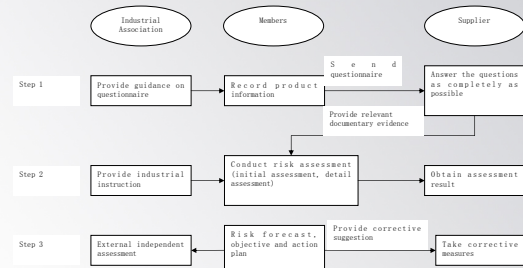 Industrial
Association
Members
Supplier
Step 1
Provide guidance on
questionnaire
Record product
information
Send
questionnaire
Answer the questions
as completely as
possible
Provide relevant
documentary evidence
Step 2
Provide industrial
instruction
Conduct risk assessment
(initial assessment, detail
assessment)
Obtain assessment
result
Step 3
External independent
assessment
Risk forecast,
objective and action
plan
Provide corrective
suggestion
Take corrective
measures